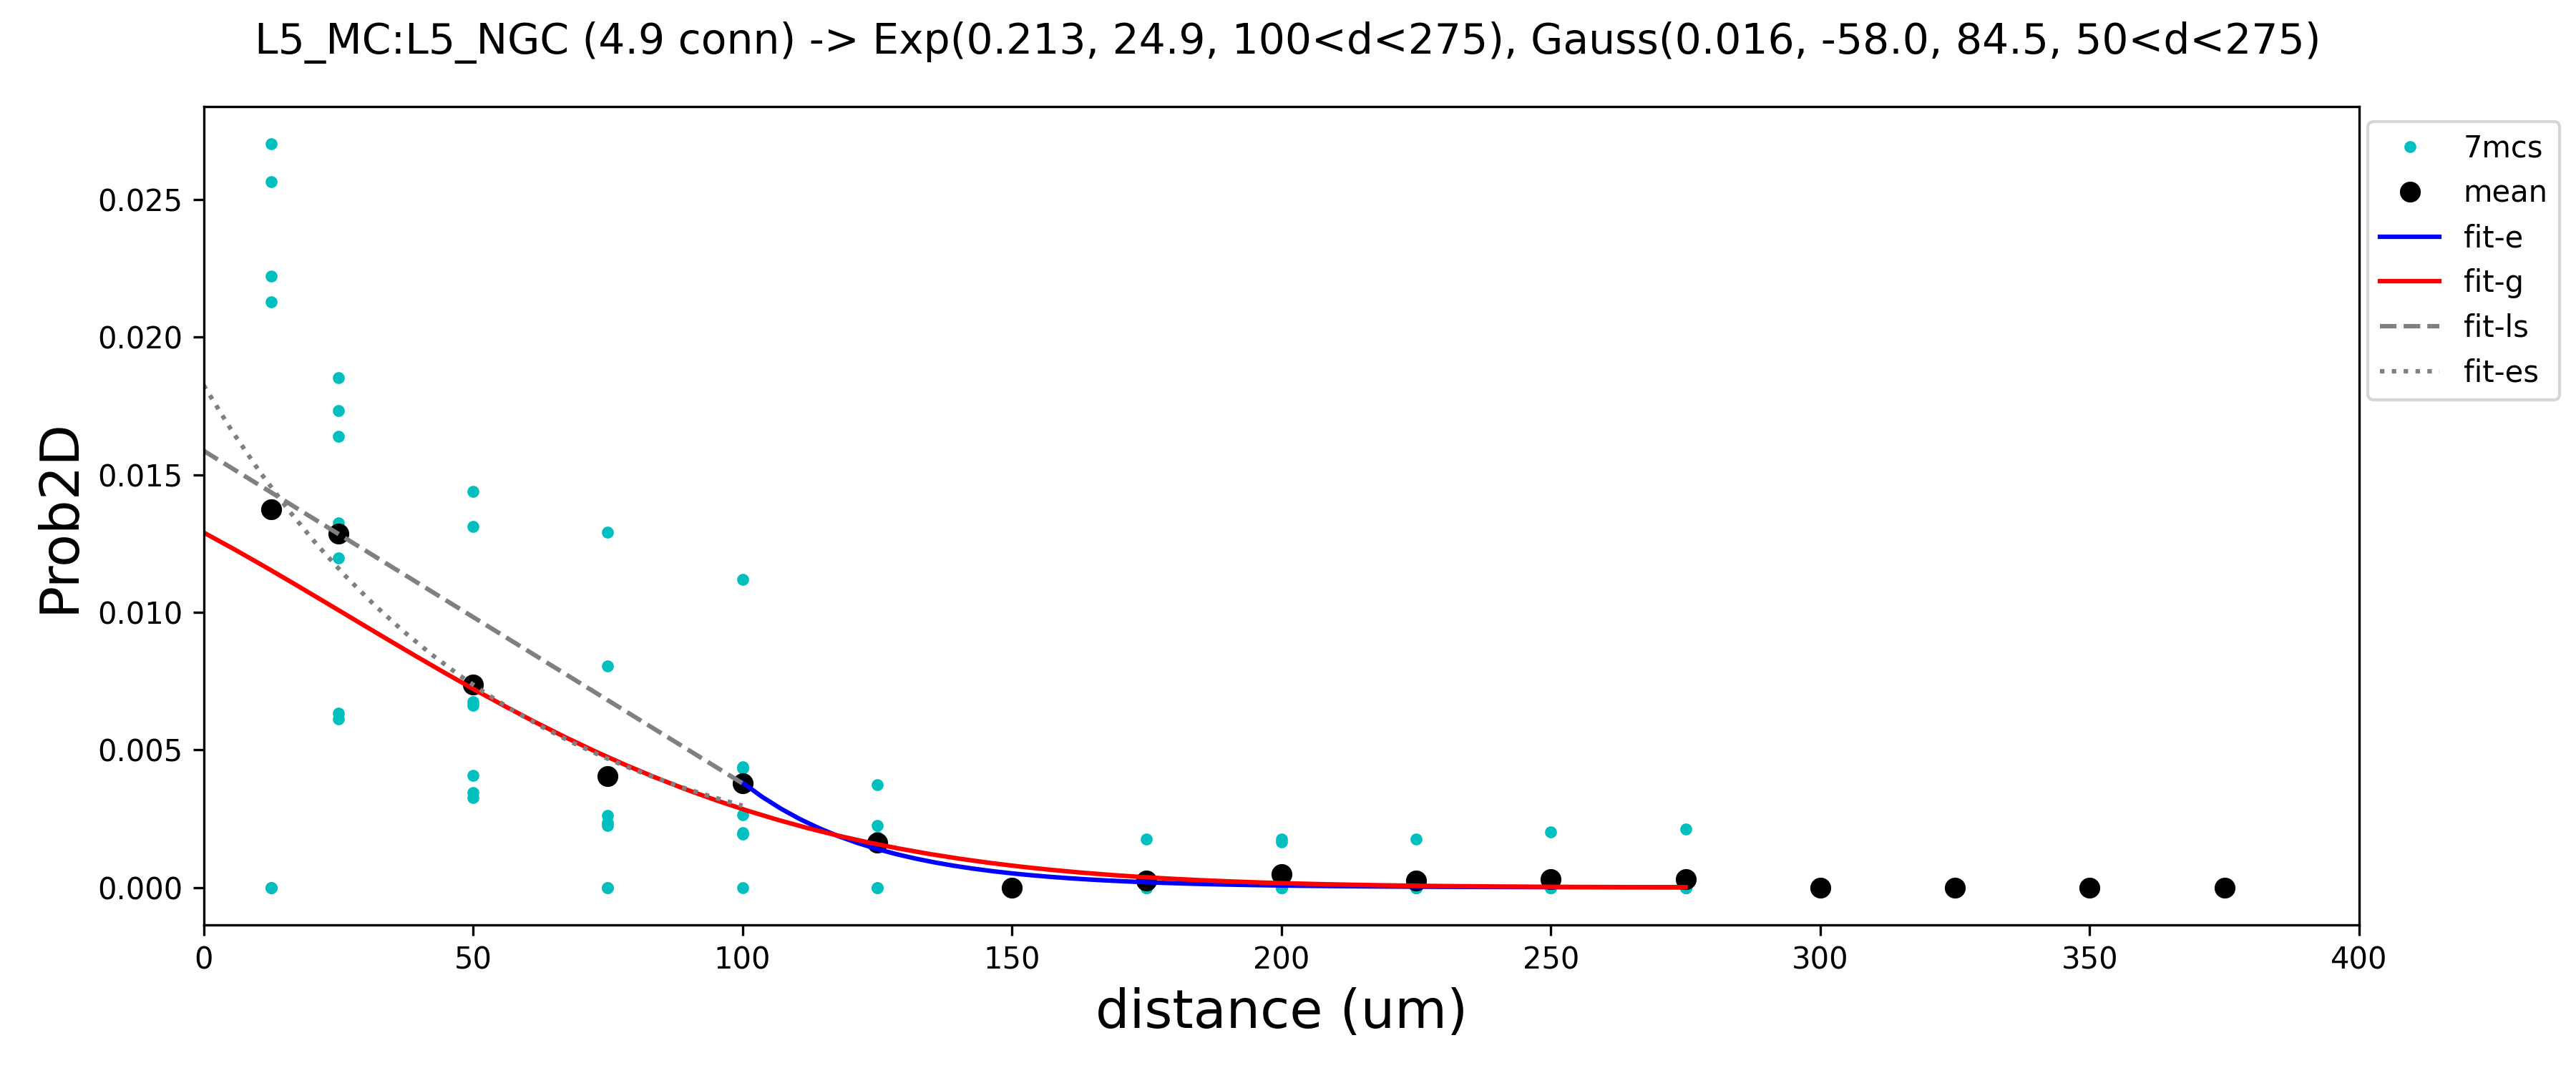 L5_MC:L5_NGC (4.9 conn) -> Exp(0.213, 24.9, 100<d<275), Gauss(0.016, -58.0, 84.5, 50<d<275)
7mcs
mean
fit-e
fit-g
fit-ls
fit-es
Prob2D
0.025
0.020
0.015
0.010
0.005
0.000
0 50 100 150 200 250 300 350 400
distance (um)